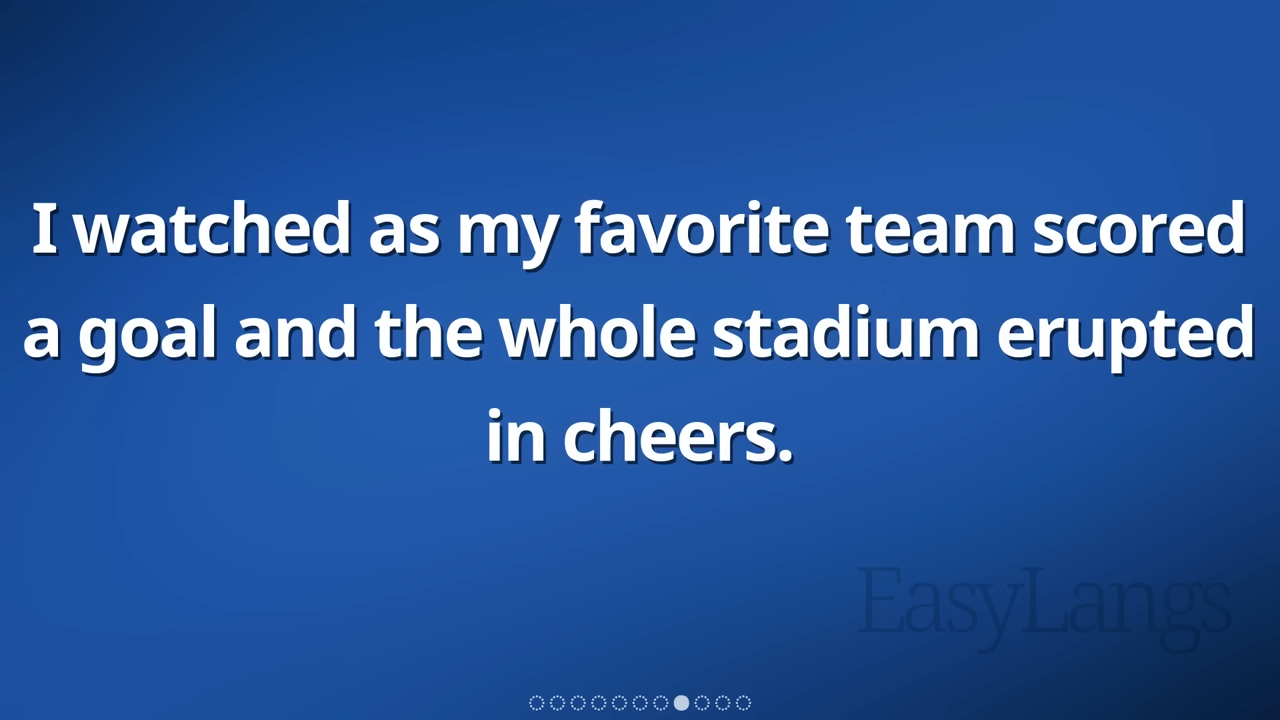 I watched as my favorite team scored
a goal and the whole stadium erupted
in cheers.
EasyLangs